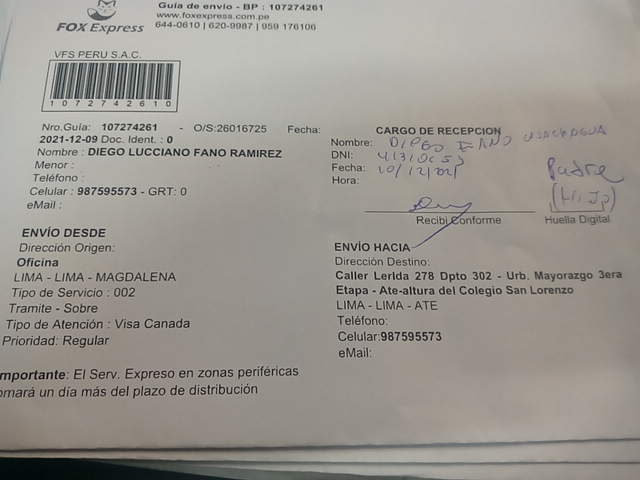 Guía de envío - BP : 107274261
www.foxexpress.com.pe
644-0610 | 620-9987 | 959 176106
FOX Express
VFS PERU S.A.C.
1 0 7 2 7 4 2 6 1 0
Nro.Guía: 107274261 - O/S:26016725 Fecha:
2021-12-09 Doc. Ident. : 0
Nombre : DIEGO LUCCIANO FANO RAMIREZ
Menor :
Teléfono :
Celular : 987595573 - GRT: 0
eMail :
CARGO DE RECEPCION
Nombre:
DNI:
Fecha: 10/12/2021
Hora:
Padre
Recibi Conforme
Huella Digital
ENVÍO DESDE
Dirección Origen:
Oficina
LIMA - LIMA - MAGDALENA
Tipo de Servicio : 002
Tramite - Sobre
Tipo de Atención : Visa Canada
Prioridad: Regular
ENVÍO HACIA
Dirección Destino:
Caller Lerida 278 Dpto 302 - Urb. Mayorazgo 3era
Etapa - Ate-altura del Colegio San Lorenzo
LIMA - LIMA - ATE
Teléfono:
Celular:987595573
eMail:
mportante: El Serv. Expreso en zonas periféricas
omará un día más del plazo de distribución